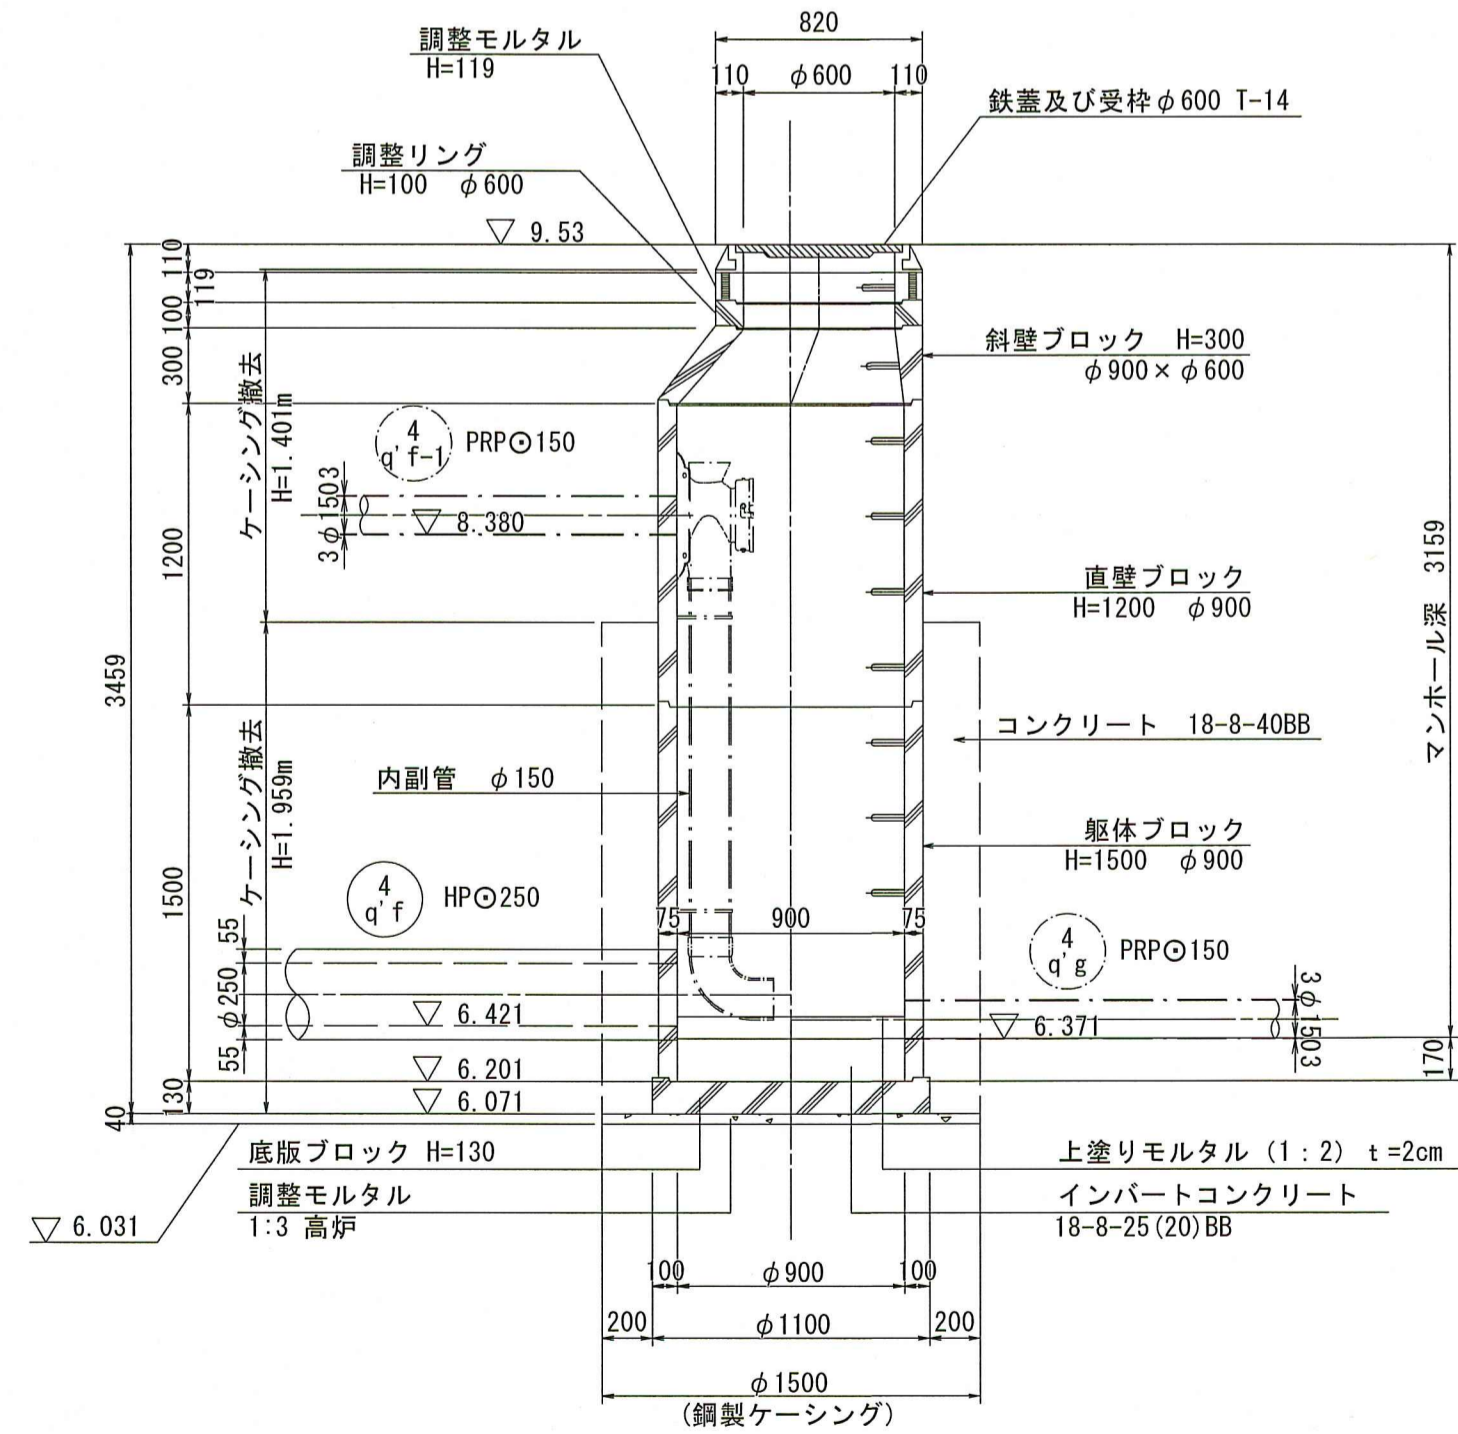 820
110
φ600
110
調整モルタル
H=119
鉄蓋及び受枠φ600 T-14
調整リング
H=100 φ600
9.53
110
119
100
300
1200
1500
130
40
3459
ケーシング撤去
H=1.401m
ケーシング撤去
H=1.959m
斜壁ブロック H=300
φ900×φ600
4
q'f-1
PRP⊙150
3φ1503
8.380
直壁ブロック
H=1200 φ900
マンホール深 3159
170
コンクリート 18-8-40BB
内副管 φ150
躯体ブロック
H=1500 φ900
4
q'f
HP⊙250
75
900
75
4
q'g
PRP⊙150
55
φ250
55
6.421
6.371
3φ1503
6.201
6.071
底版ブロック H=130
上塗りモルタル (1:2) t=2cm
調整モルタル
1:3 高炉
インバートコンクリート
18-8-25(20)BB
6.031
100
φ900
100
200
φ1100
200
φ1500
(鋼製ケーシング)